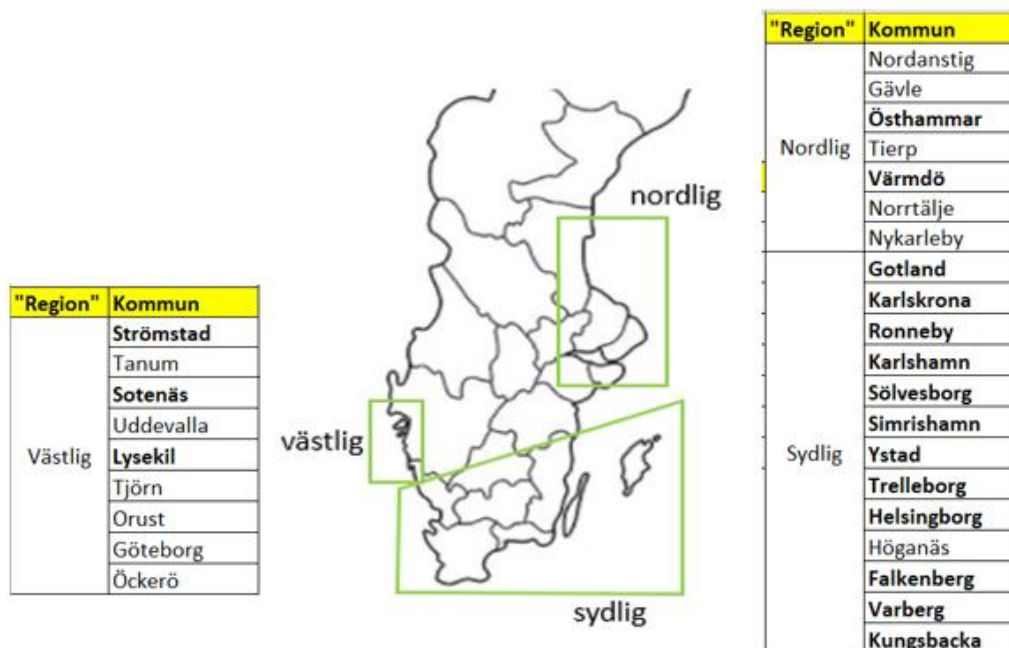 "Region" Kommun
Västlig
Strömstad
Tanum
Sotenäs
Uddevalla
Lysekil
Tjörn
Orust
Göteborg
Öckerö
nordlig
västlig
sydlig
"Region" Kommun
Nordlig
Nordanstig
Gävle
Östhammar
Tierp
Värmdö
Norrtälje
Nykarleby
Sydlig
Gotland
Karlskrona
Ronneby
Karlshamn
Sölvesborg
Simrishamn
Ystad
Trelleborg
Helsingborg
Höganäs
Falkenberg
Varberg
Kungsbacka